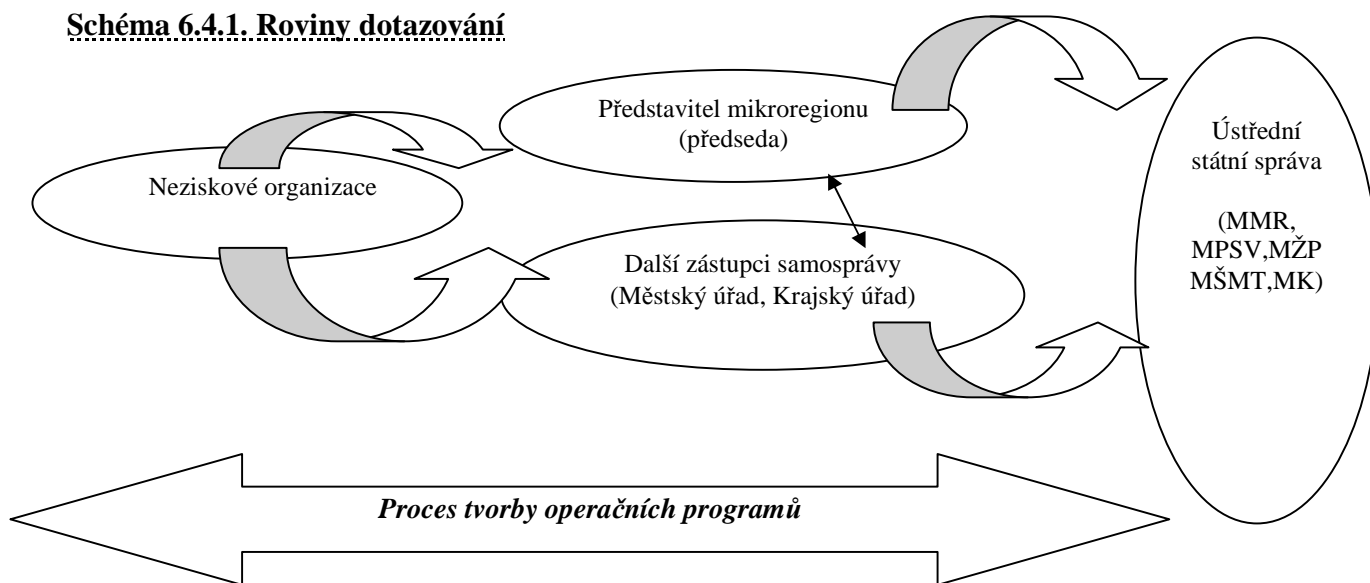 Schéma 6.4.1. Roviny dotazování
Představitel mikroregionu
(předseda)
Neziskové organizace
Další zástupci samosprávy
(Městský úřad, Krajský úřad)
Ústřední
státní správa
(MMR,
MPSV,MŽP
MŠMT,MK)
Proces tvorby operačních programů